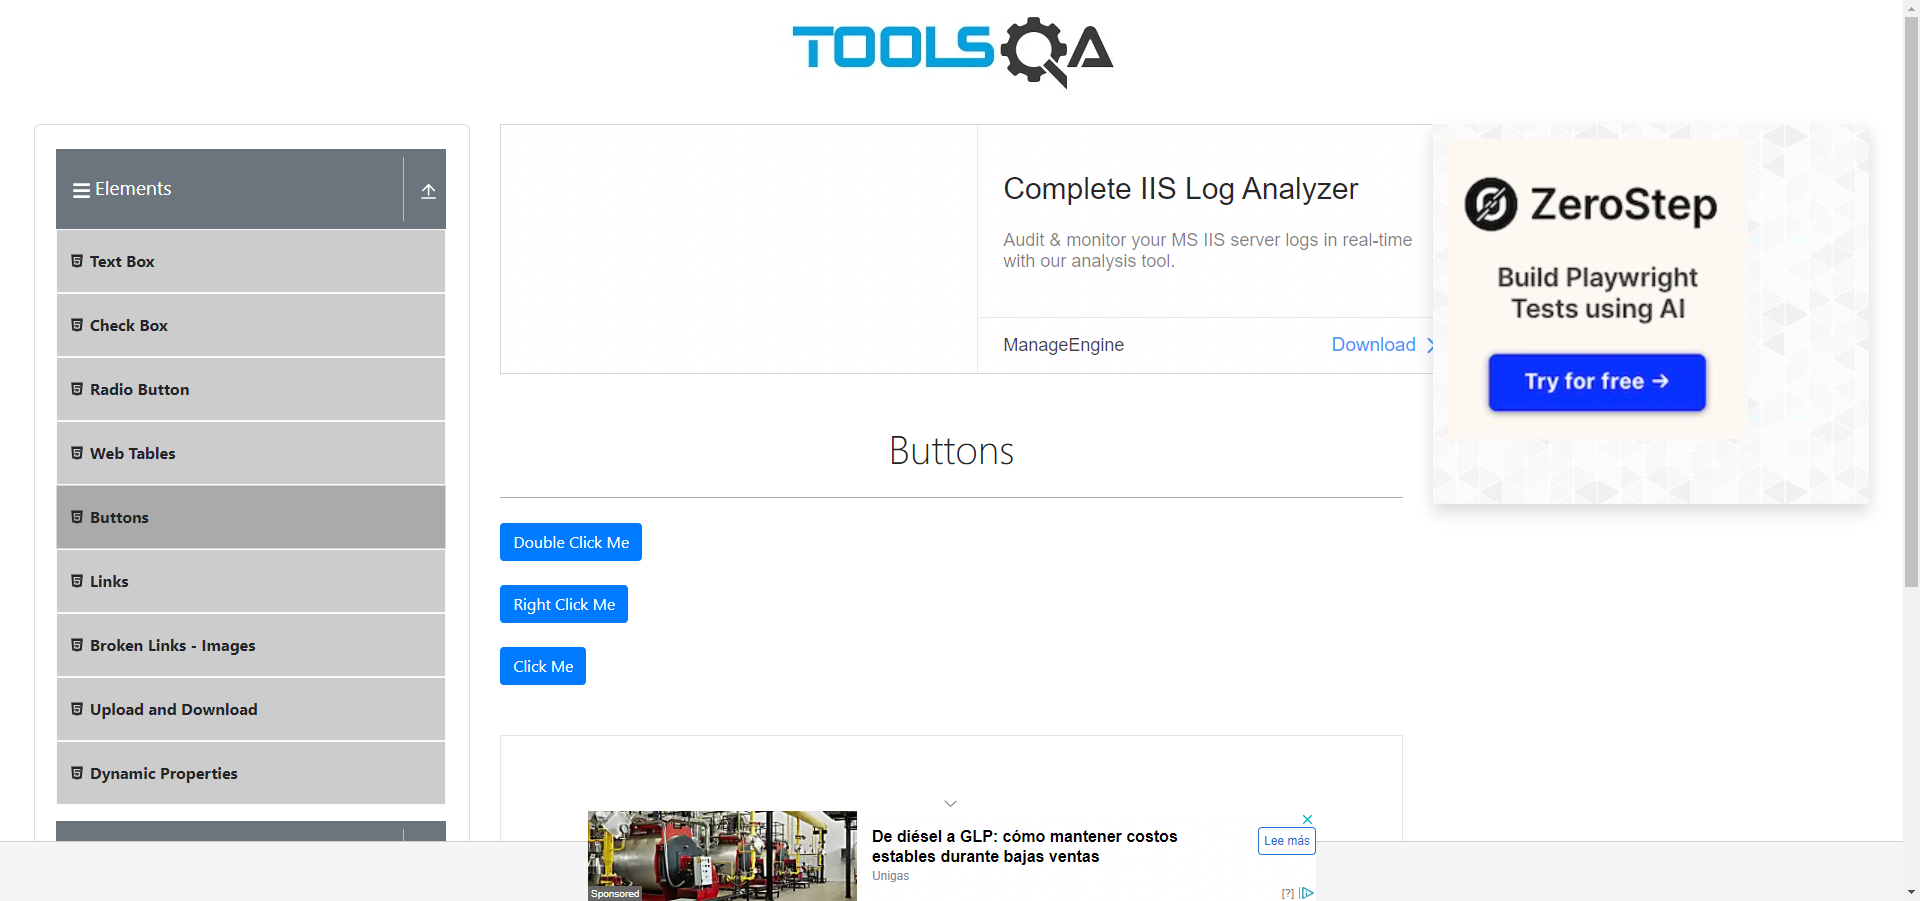 TOOLSQA
Elements
Text Box
Check Box
Radio Button
Web Tables
Buttons
Links
Broken Links - Images
Upload and Download
Dynamic Properties
Complete IIS Log Analyzer
Audit & monitor your MS IIS server logs in real-time
with our analysis tool.
ManageEngine
Download
ZeroStep
Build Playwright
Tests using AI
Try for free →
Buttons
Double Click Me
Right Click Me
Click Me
Sponsored
De diésel a GLP: cómo mantener costos
estables durante bajas ventas
Unigas
Lee más
[?]